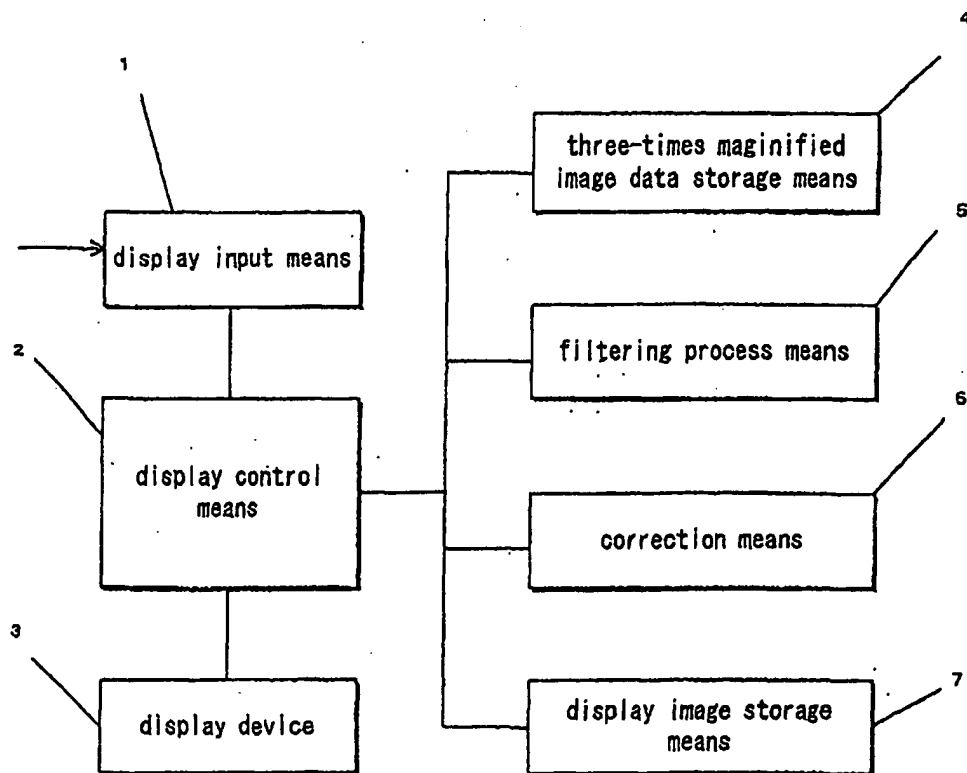 1
display input means
2
display control
means
3
display device
4
three-times maginified
image data storage means
5
filtering process means
6
correction means
7
display image storage
means